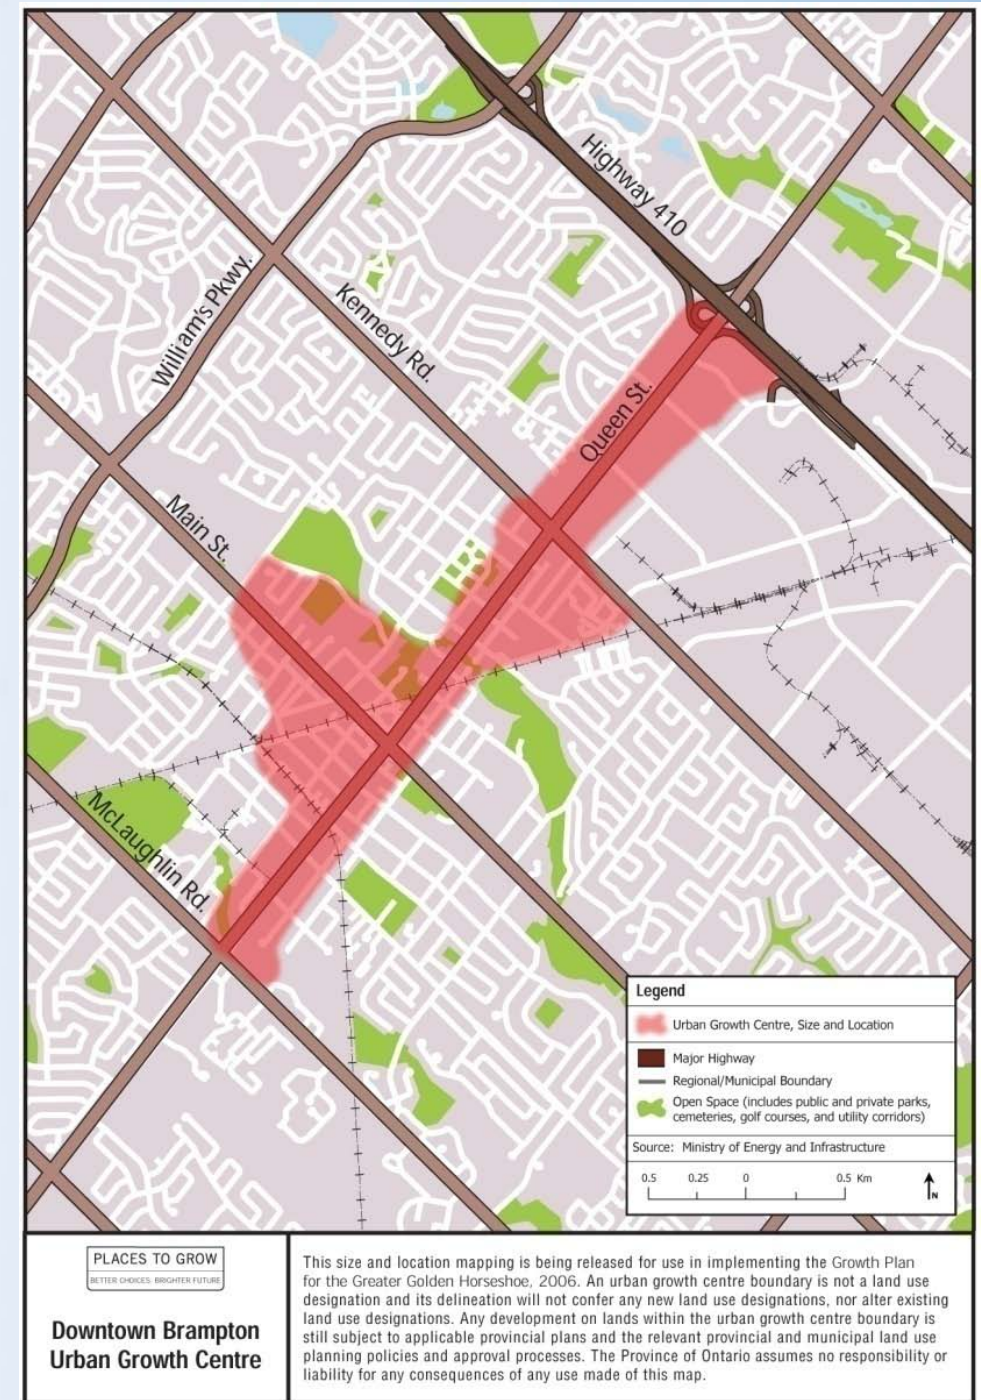 Highway 410
William's Pkwy.
Kennedy Rd.
Queen St.
Main St.
McLaughlin Rd.
Legend
Urban Growth Centre, Size and Location
Major Highway
Regional/Municipal Boundary
Open Space (includes public and private parks,
cemeteries, golf courses, and utility corridors)
Source: Ministry of Energy and Infrastructure
0.5 0.25 0 0.5 Km
N
PLACES TO GROW
BETTER CHOICES. BRIGHTER FUTURE
Downtown Brampton
Urban Growth Centre
This size and location mapping is being released for use in implementing the Growth Plan
for the Greater Golden Horseshoe, 2006. An urban growth centre boundary is not a land use
designation and its delineation will not confer any new land use designations, nor alter existing
land use designations. Any development on lands within the urban growth centre boundary is
still subject to applicable provincial plans and the relevant provincial and municipal land use
planning policies and approval processes. The Province of Ontario assumes no responsibility or
liability for any consequences of any use made of this map.